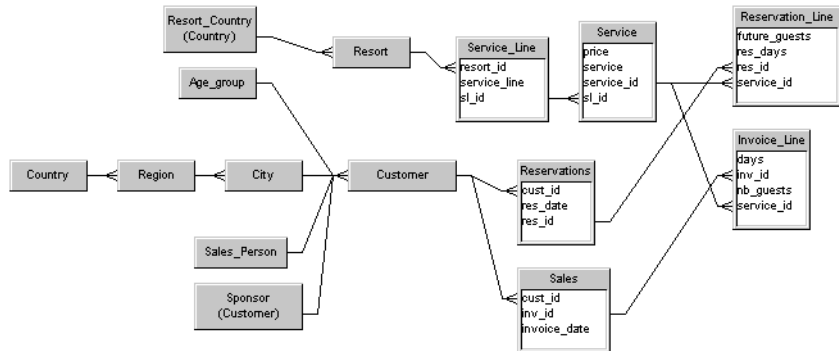 Resort_Country
(Country)
Resort
Service_Line
resort_id
service_line
sl_id
Service
price
service
service_id
sl_id
Reservation_Line
future_guests
res_days
res_id
service_id
Age_group
Country
Region
City
Customer
Reservations
cust_id
res_date
res_id
Invoice_Line
days
inv_id
nb_guests
service_id
Sales_Person
Sponsor
(Customer)
Sales
cust_id
inv_id
invoice_date